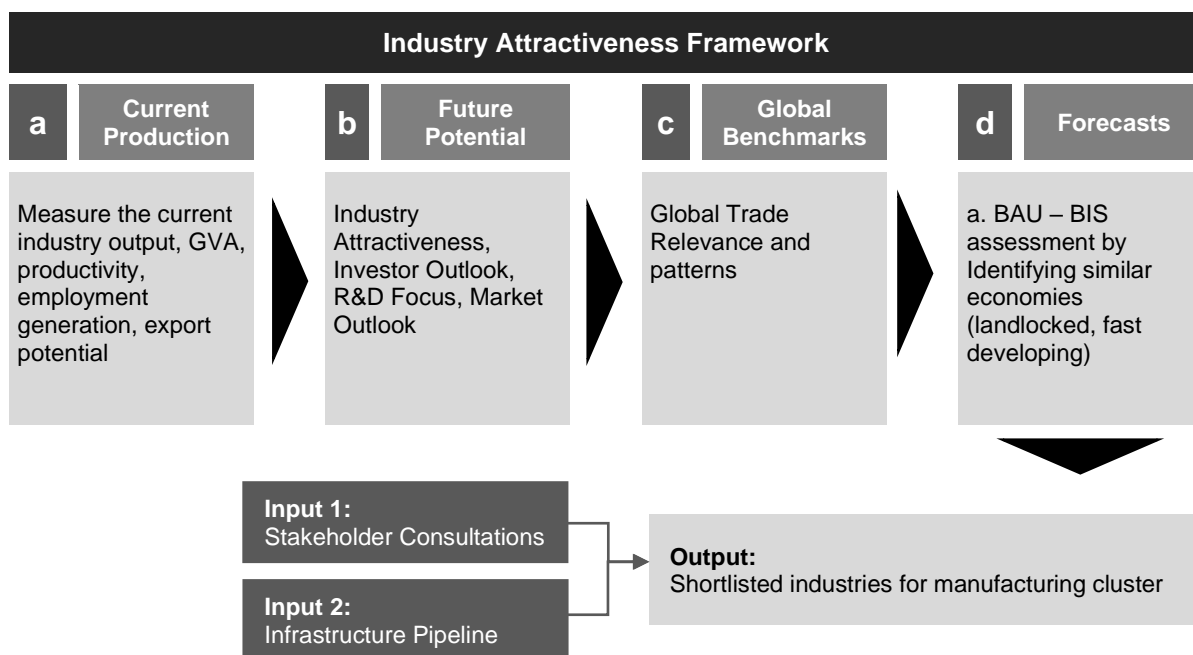 Industry Attractiveness Framework
a
Current
Production
b
Future
Potential
c
Global
Benchmarks
d
Forecasts
Measure the current
industry output, GVA,
productivity,
employment
generation, export
potential
Industry
Attractiveness,
Investor Outlook,
R&D Focus, Market
Outlook
Global Trade
Relevance and
patterns
a. BAU – BIS
assessment by
Identifying similar
economies
(landlocked, fast
developing)
Input 1:
Stakeholder Consultations
Input 2:
Infrastructure Pipeline
Output:
Shortlisted industries for manufacturing cluster